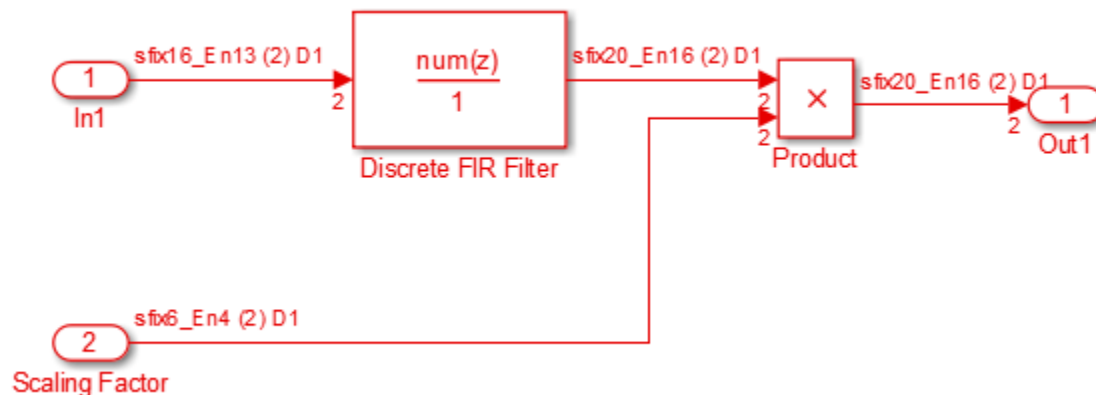 sfix16_En13 (2) D1
1
In1
2
num(z)
1
Discrete FIR Filter
sfix20_En16 (2) D1
2
2
×
Product
sfix20_En16 (2) D1
2
1
Out1
sfix6_En4 (2) D1
2
Scaling Factor